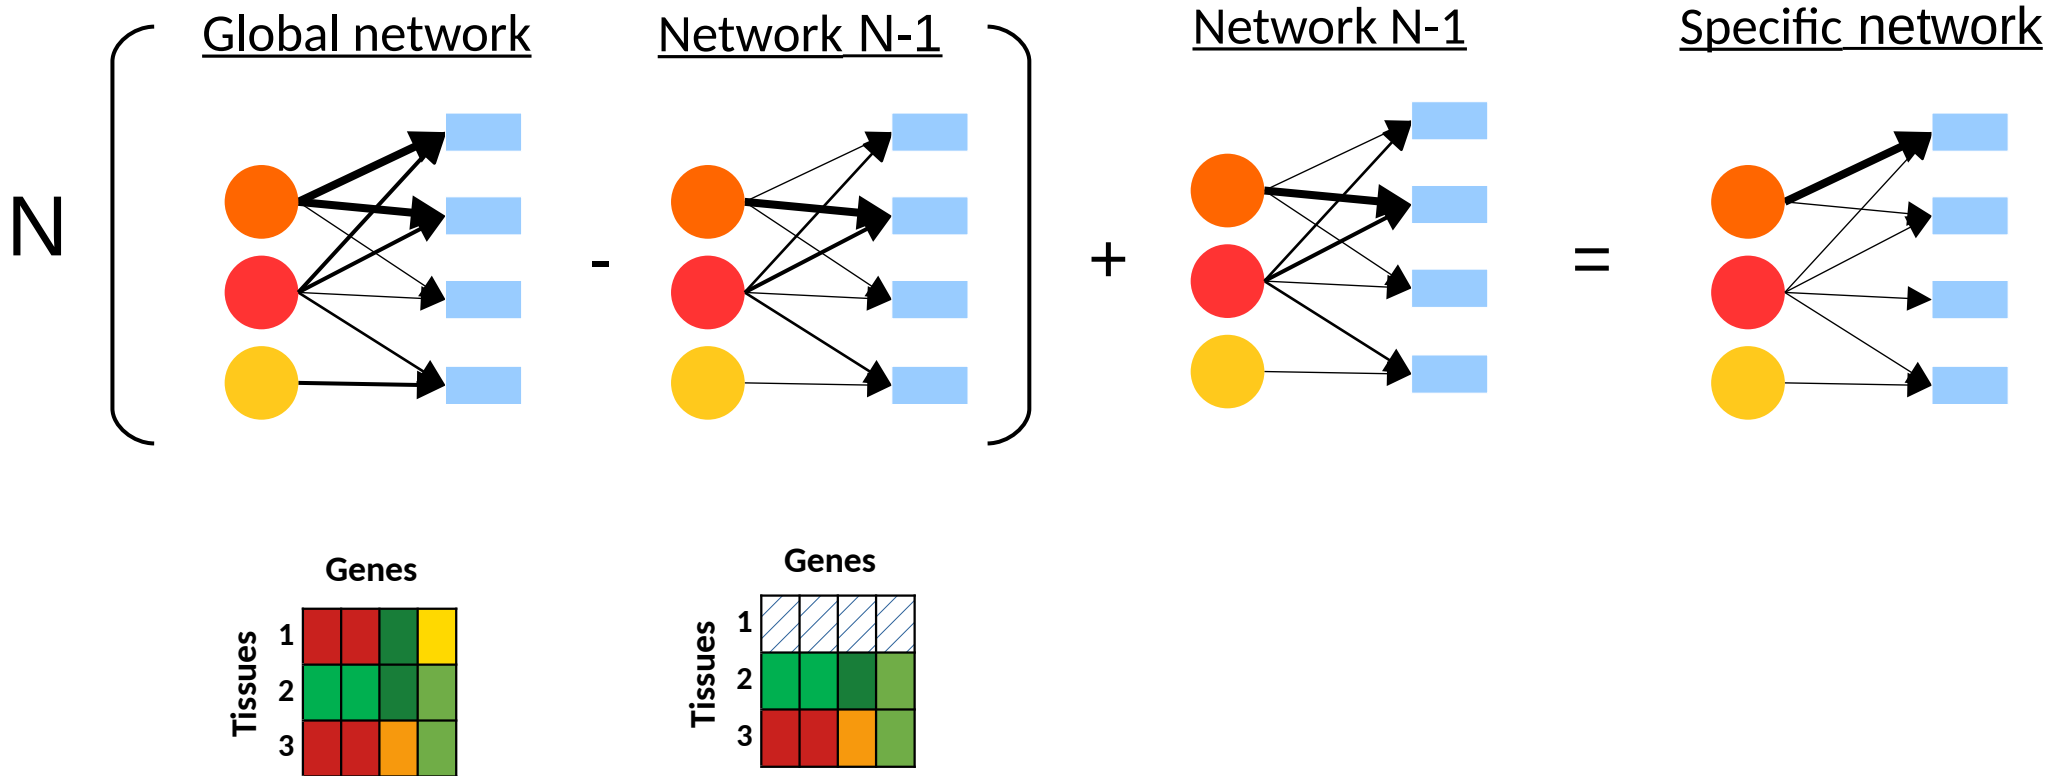 Global network
Network N-1
Network N-1
Specific network
N
-
+
=
Genes
Tissues
1
2
3
Genes
Tissues
1
2
3